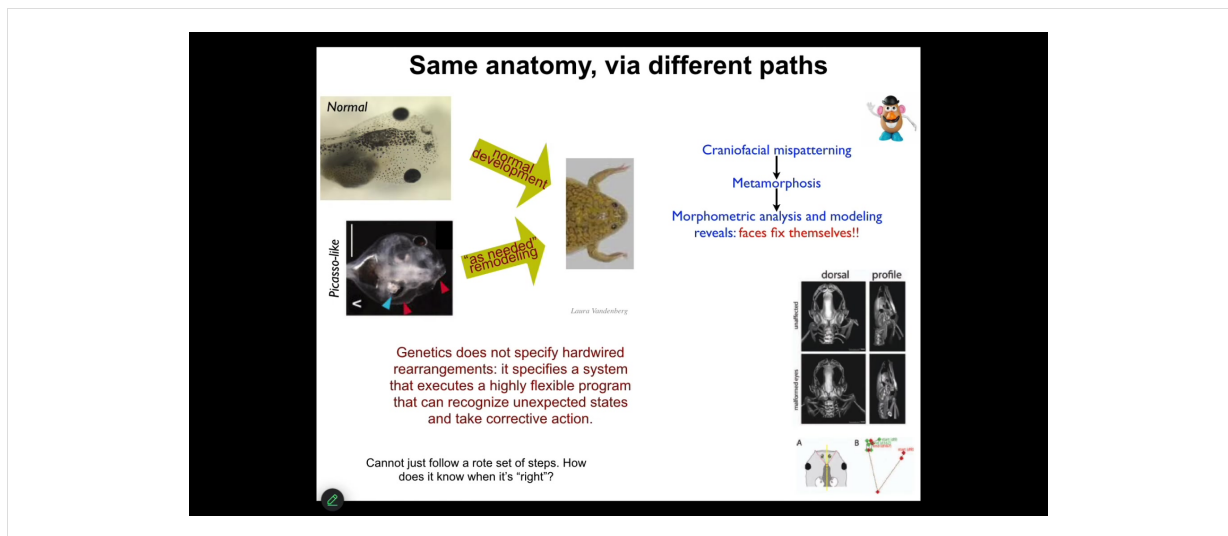 Same anatomy, via different paths
Normal
normal
development
Picasso-like
"as needed"
remodeling
Laura Vandenberg
Genetics does not specify hardwired
rearrangements: it specifies a system
that executes a highly flexible program
that can recognize unexpected states
and take corrective action.
Cannot just follow a rote set of steps. How
does it know when it's "right"?
Craniofacial mispatterning
Metamorphosis
Morphometric analysis and modeling
reveals: faces fix themselves!!
dorsal profile
unaffected
malformed eyes
A B